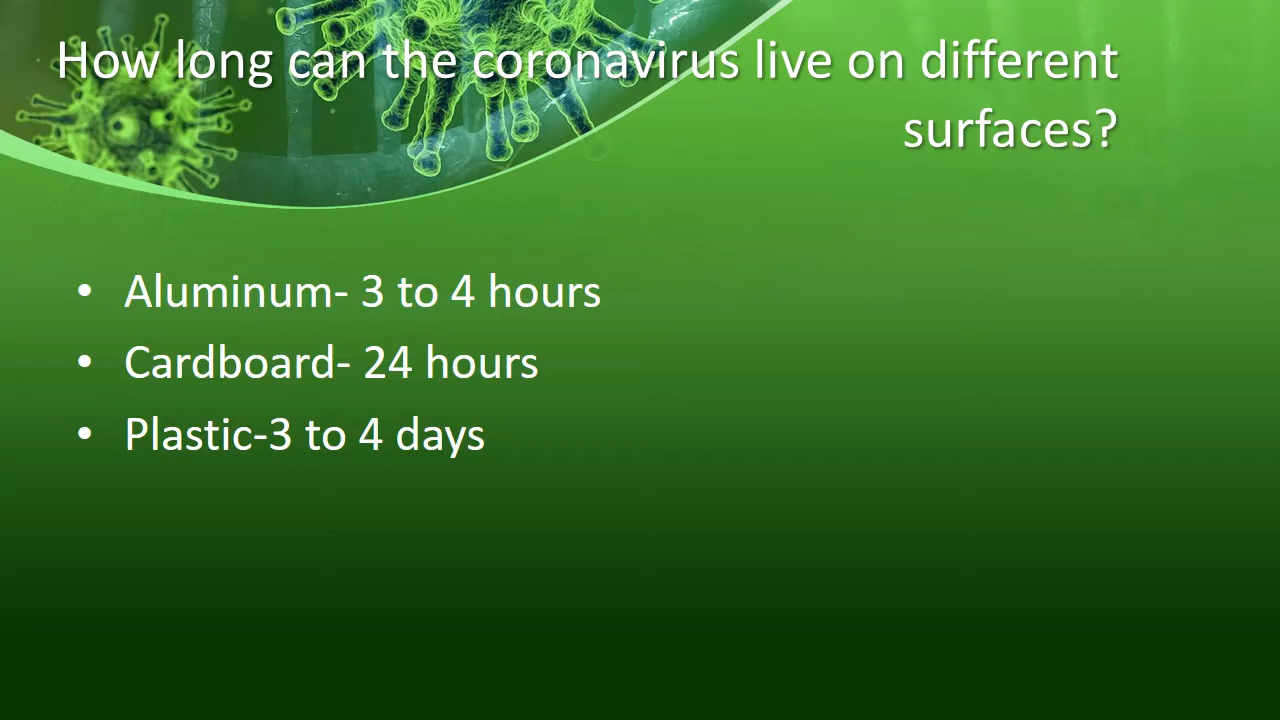 How long can the coronavirus live on different
surfaces?
• Aluminum- 3 to 4 hours
• Cardboard- 24 hours
• Plastic-3 to 4 days